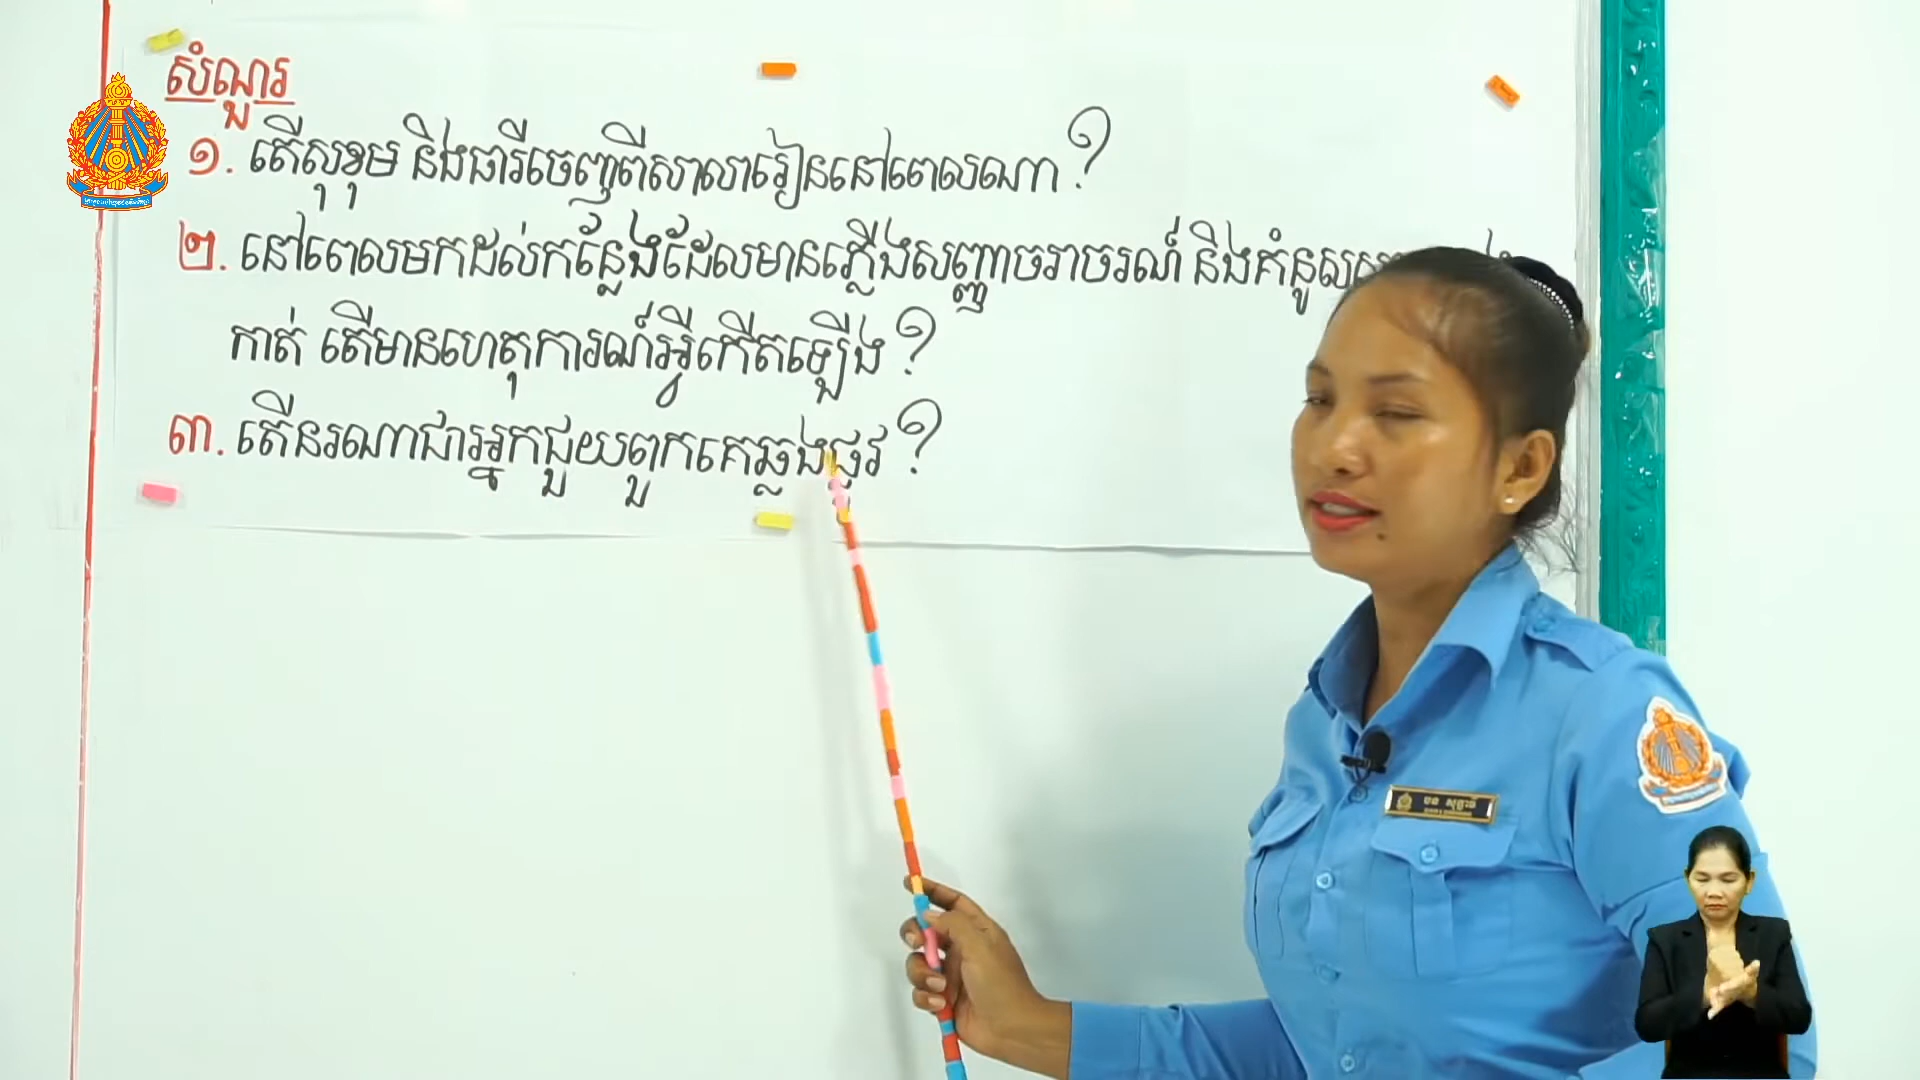 សំណួរ
១. តើសុខុម និងធារីចេញពីសាលារៀននៅពេលណា ?
២. នៅពេលមកដល់កន្លែងដែលមានភ្លើងសញ្ញាចរាចរណ៍ និងគំនូស
កាត់ តើមានហេតុការណ៍អ្វីកើតឡើង ?
៣. តើនរណាជាអ្នកជួយពួកគេឆ្លងផ្លូវ ?